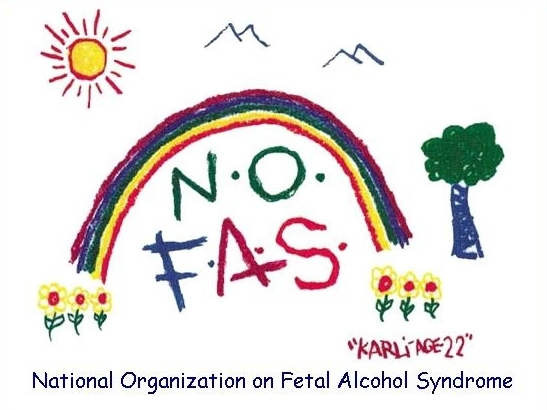 N.O.
F.A.S.
"KARLi-AGE-22"
National Organization on Fetal Alcohol Syndrome